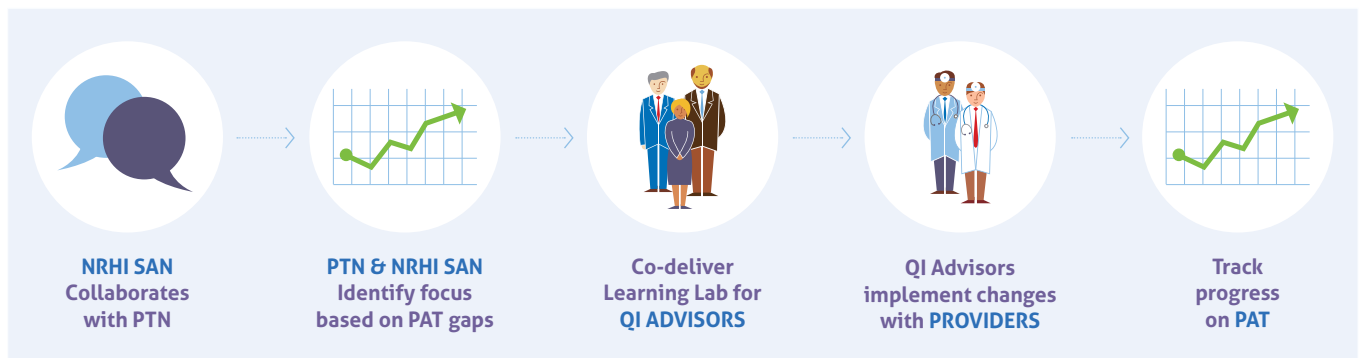 NRHI SAN
Collaborates
with PTN
PTN & NRHI SAN
Identify focus
based on PAT gaps
Co-deliver
Learning Lab for
QI ADVISORS
QI Advisors
implement changes
with PROVIDERS
Track
progress
on PAT